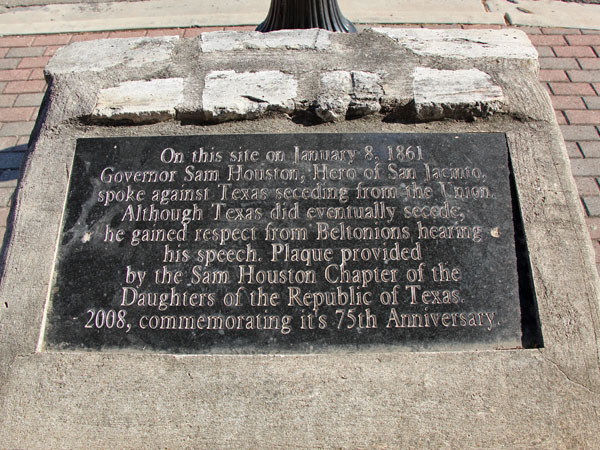 On this site on January 8, 1861
Governor Sam Houston, Hero of San Jacinto,
spoke against Texas seceding from the Union.
Although Texas did eventually secede,
he gained respect from Beltonians hearing
his speech. Plaque provided
by the Sam Houston Chapter of the
Daughters of the Republic of Texas.
2008, commemorating it's 75th Anniversary.